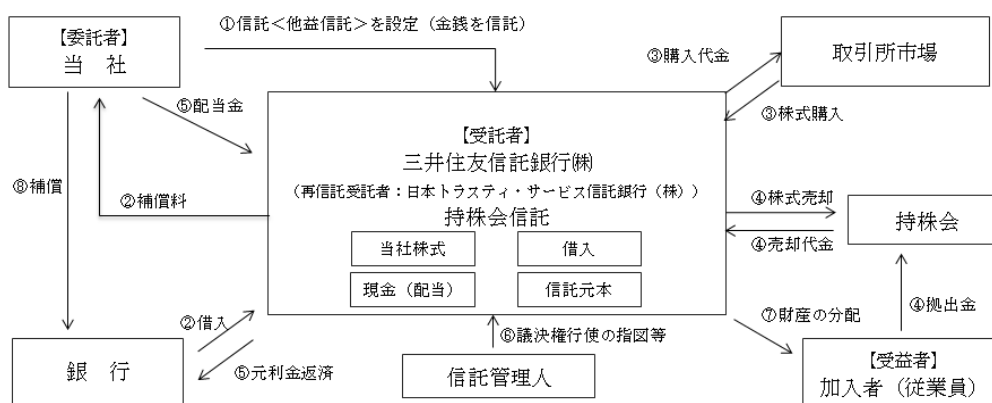 ①信託<他益信託>を設定（金銭を信託）
【委託者】
当　社
③購入代金
取引所市場
⑤配当金
③株式購入
【受託者】
三井住友信託銀行㈱
（再信託受託者：日本トラスティ・サービス信託銀行（株））
持株会信託
⑧補償
②補償料
④株式売却
持株会
④売却代金
当社株式
借入
現金（配当）
信託元本
②借入
⑦財産の分配
④拠出金
⑥議決権行使の指図等
銀　行
⑤元利金返済
信託管理人
【受益者】
加入者（従業員）